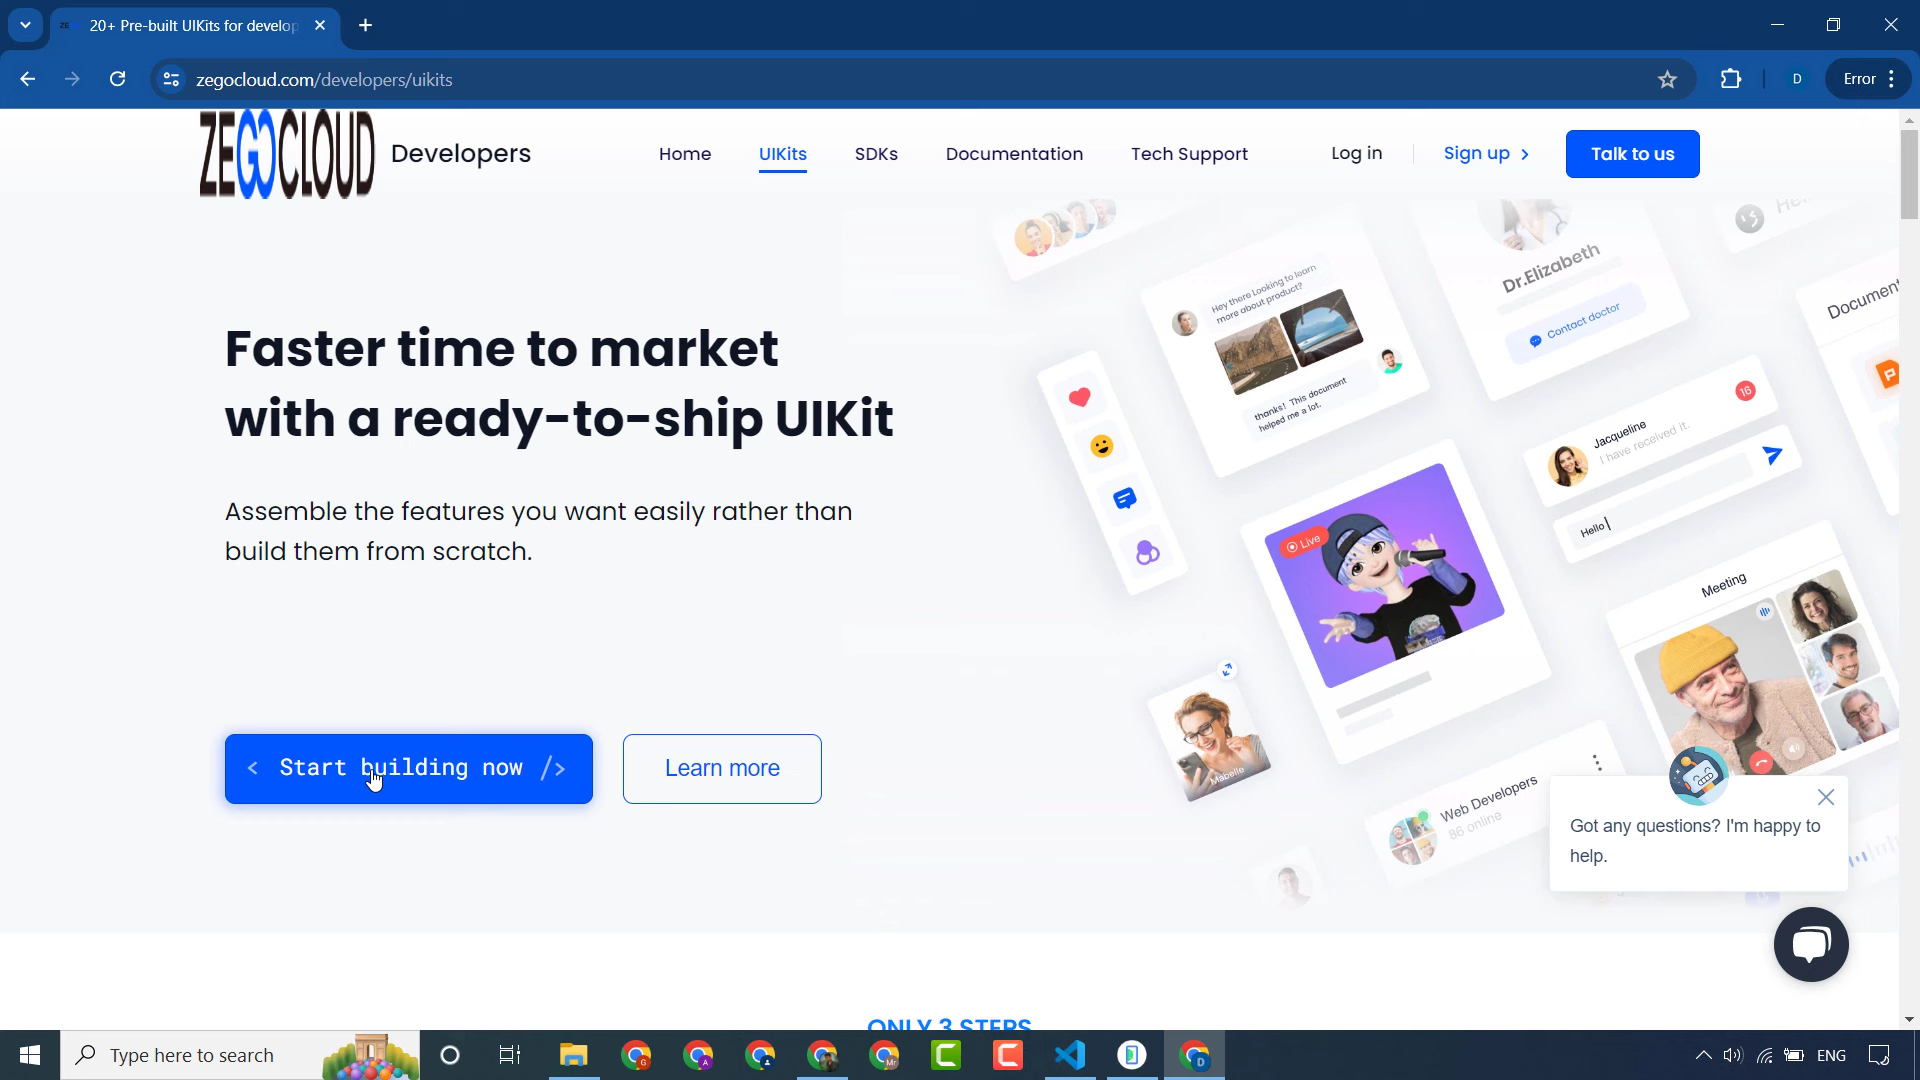 20+ Pre-built UIKits for develop
zegocloud.com/developers/uikits
D
Error
ZEGOCLOUD Developers
Home
UIKits
SDKs
Documentation
Tech Support
Log in
Sign up
Talk to us
Faster time to market
with a ready-to-ship UIKit
Assemble the features you want easily rather than
build them from scratch.
< Start building now />
Learn more
Hey there Looking to learn
more about product?
thanks! This document
helped me a lot.
Dr.Elizabeth
Contact doctor
Document
16
Jacqueline
I have received it.
Hello
Live
Meeting
Mabelle
Web Developers
86 online
Got any questions? I'm happy to
help.
ONLY 3 STEPS
Type here to search
ENG